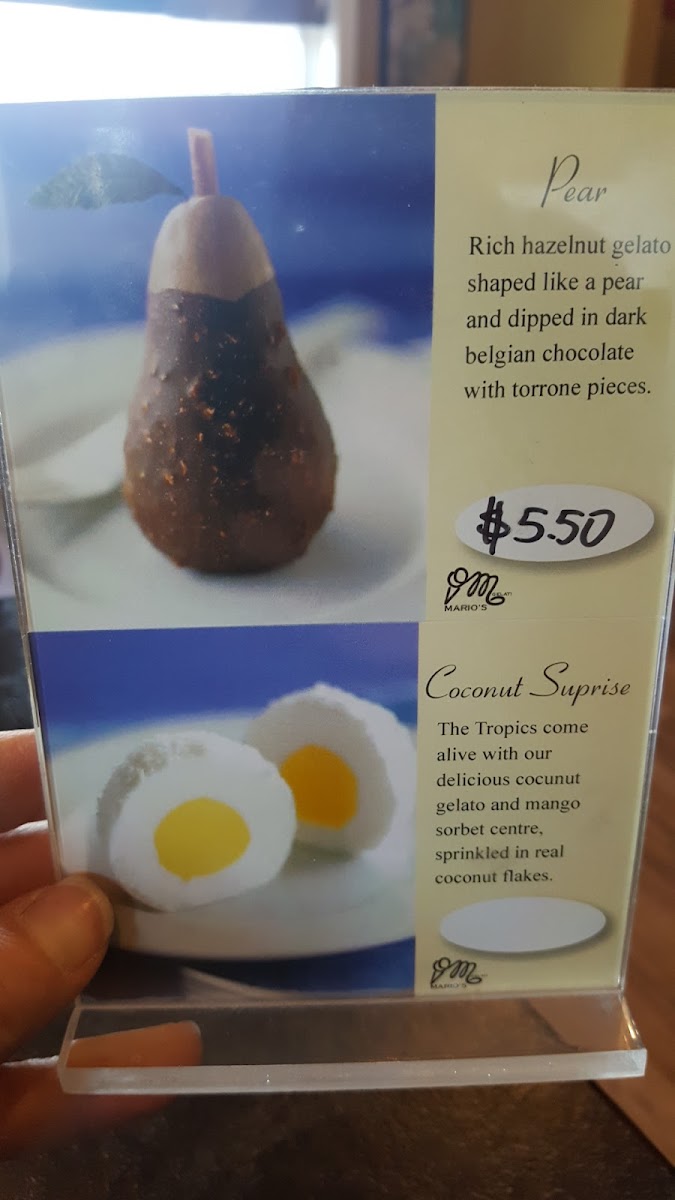 Pear
Rich hazelnut gelato
shaped like a pear
and dipped in dark
belgian chocolate
with torrone pieces.
$5.50
GELATI
MARIO'S
Coconut Suprise
The Tropics come
alive with our
delicious cocunut
gelato and mango
sorbet centre,
sprinkled in real
coconut flakes.
MARIO'S